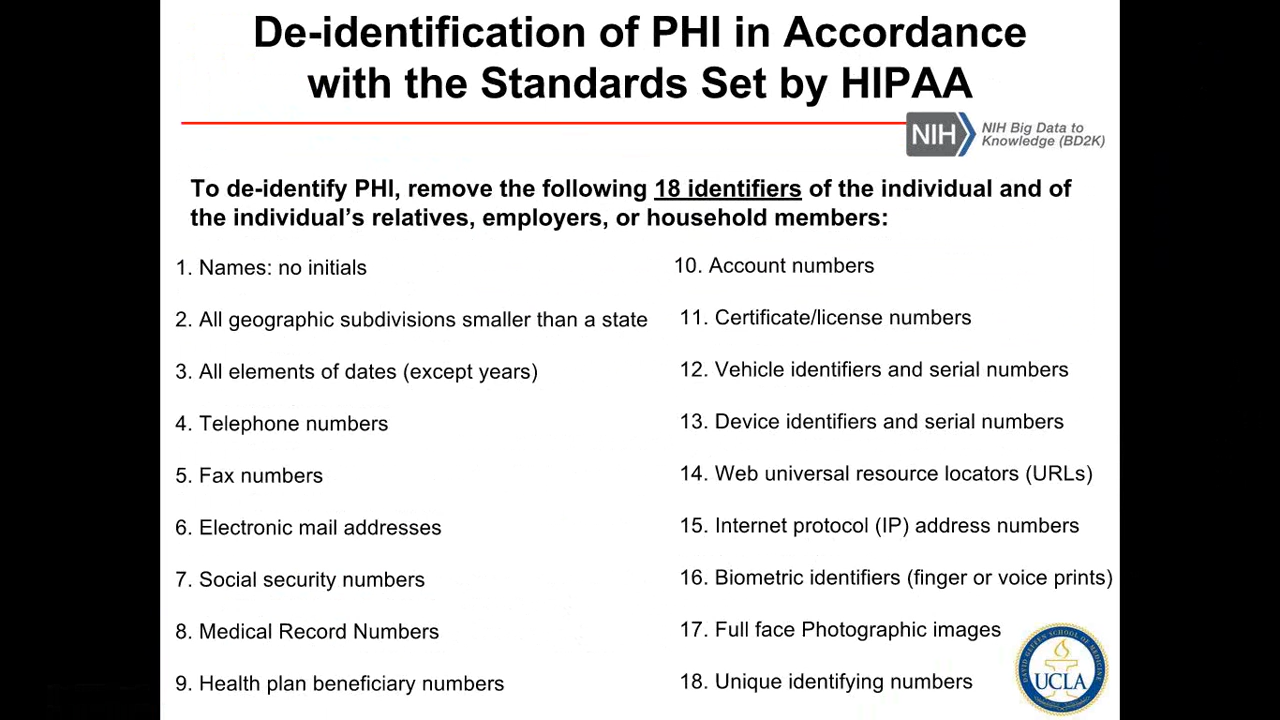 De-identification of PHI in Accordance
with the Standards Set by HIPAA
NIH
NIH Big Data to
Knowledge (BD2K)
To de-identify PHI, remove the following 18 identifiers of the individual and of
the individual's relatives, employers, or household members:
1. Names: no initials
2. All geographic subdivisions smaller than a state
3. All elements of dates (except years)
4. Telephone numbers
5. Fax numbers
6. Electronic mail addresses
7. Social security numbers
8. Medical Record Numbers
9. Health plan beneficiary numbers
10. Account numbers
11. Certificate/license numbers
12. Vehicle identifiers and serial numbers
13. Device identifiers and serial numbers
14. Web universal resource locators (URLs)
15. Internet protocol (IP) address numbers
16. Biometric identifiers (finger or voice prints)
17. Full face Photographic images
18. Unique identifying numbers
DAVID GEFFEN SCHOOL OF MEDICINE
UCLA